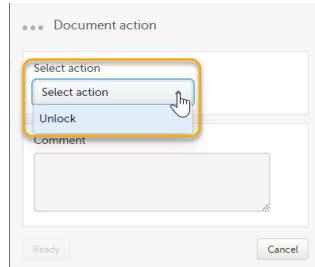 Document action
Select action
Select action
Unlock
Comment
Ready
Cancel